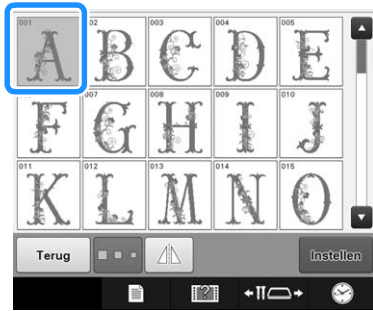 001 02 003 004 005
A B C D E
007 008 009 010
F G H I J
011 012 013 014 015
K L M N O
Terug Instellen